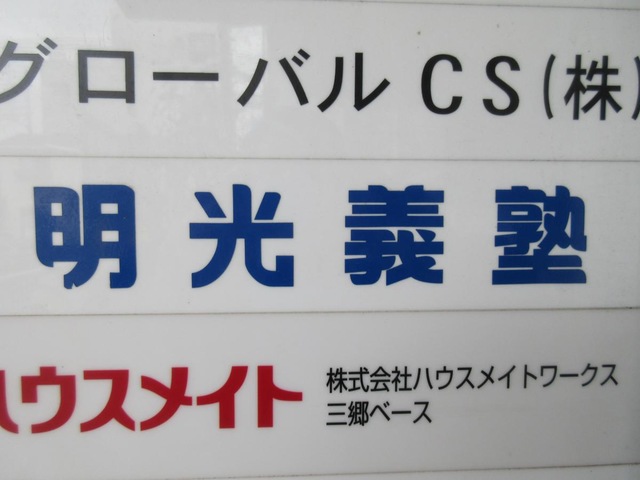 グローバルCS(株)
明光義塾
ハウスメイト
株式会社ハウスメイトワークス
三郷ベース